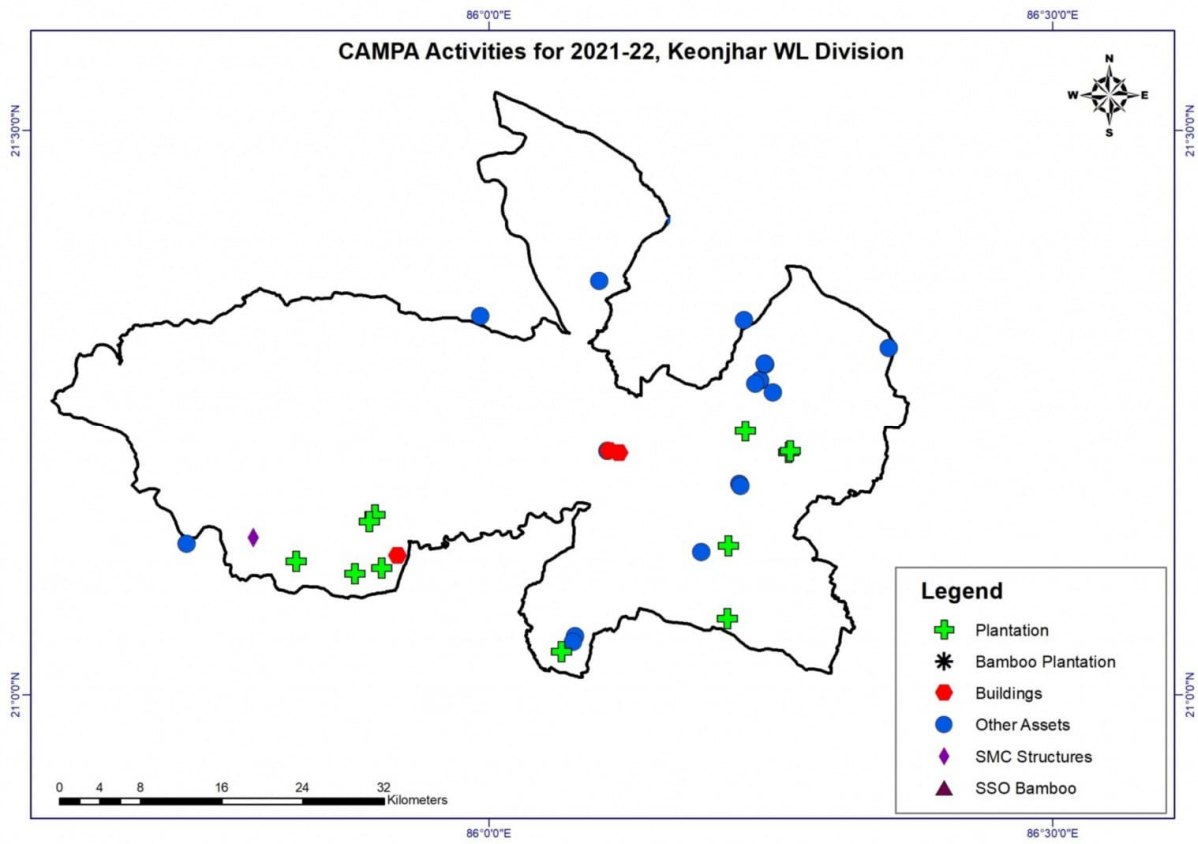 86°0'0"E 86°30'0"E
CAMPA Activities for 2021-22, Keonjhar WL Division
N
W E
S
21°30'0"N 21°30'0"N
Legend
Plantation
Bamboo Plantation
Buildings
Other Assets
SMC Structures
SSO Bamboo
21°0'0"N 21°0'0"N
0 4 8 16 24 32
Kilometers
86°0'0"E 86°30'0"E